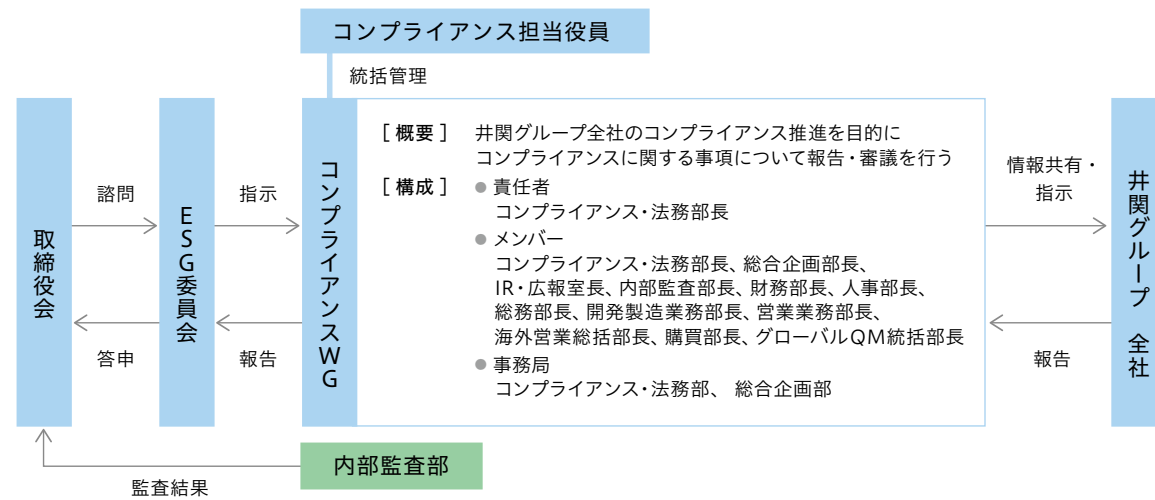 コンプライアンス担当役員
統括管理
取締役会
諮問
答申
ESG委員会
指示
報告
コンプライアンスWG
［概要］ 井関グループ全社のコンプライアンス推進を目的に
コンプライアンスに関する事項について報告・審議を行う
［構成］ ● 責任者
コンプライアンス・法務部長
● メンバー
コンプライアンス・法務部長、総合企画部長、
IR・広報室長、内部監査部長、財務部長、人事部長、
総務部長、開発製造業務部長、営業業務部長、
海外営業総括部長、購買部長、グローバルQM統括部長
● 事務局
コンプライアンス・法務部、 総合企画部
情報共有・
指示
報告
井関グループ 全社
内部監査部
監査結果